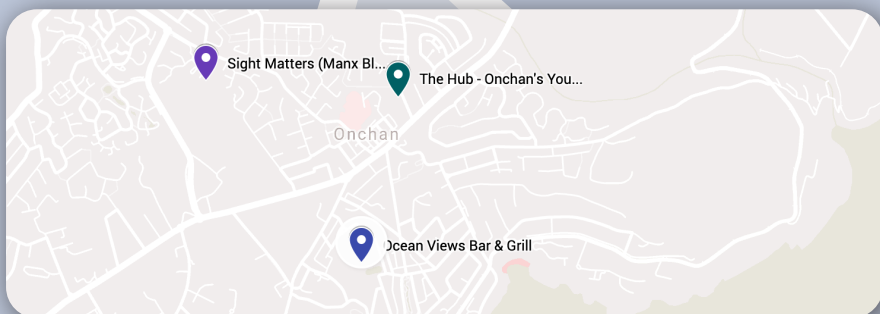 Sight Matters (Manx Bl...
The Hub - Onchan's You...
Onchan
Ocean Views Bar & Grill